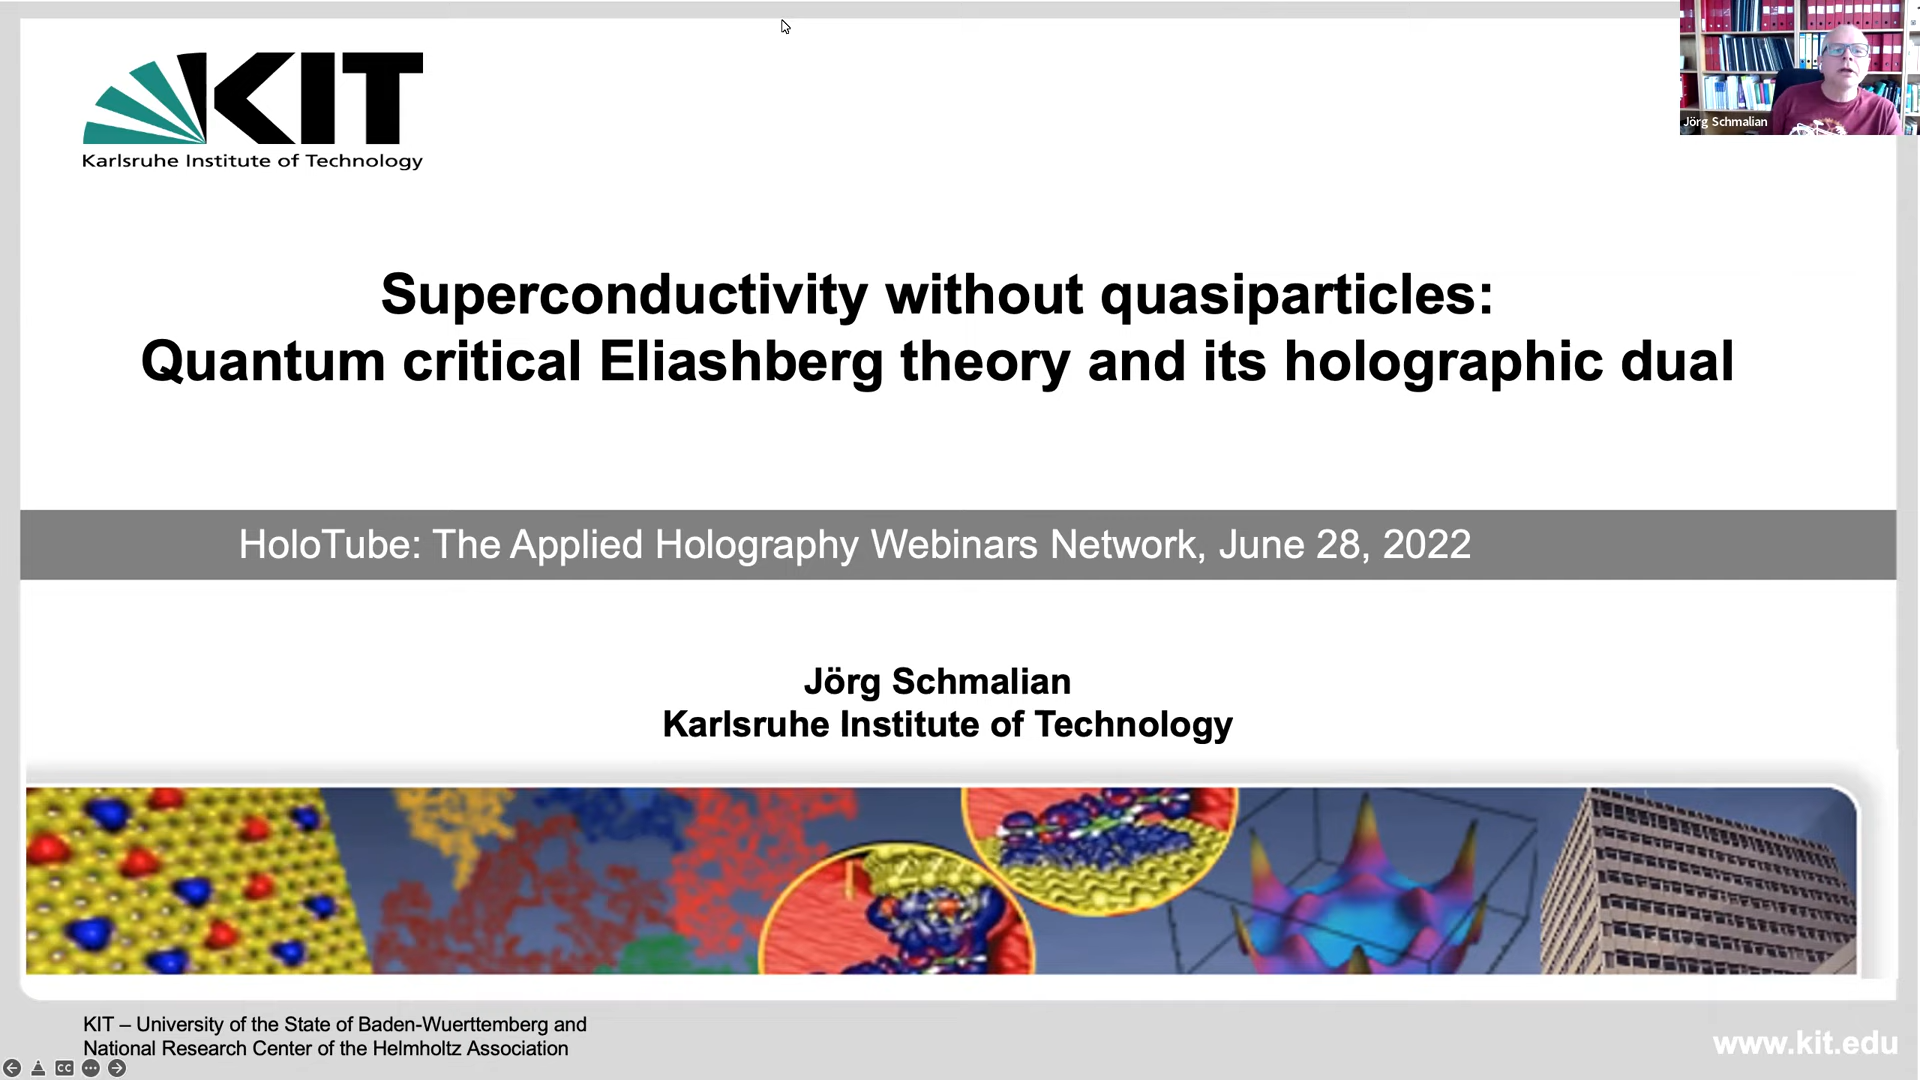 KIT
Karlsruhe Institute of Technology
Jörg Schmalian
Superconductivity without quasiparticles:
Quantum critical Eliashberg theory and its holographic dual
HoloTube: The Applied Holography Webinars Network, June 28, 2022
Jörg Schmalian
Karlsruhe Institute of Technology
KIT – University of the State of Baden-Wuerttemberg and
National Research Center of the Helmholtz Association
www.kit.edu
CC